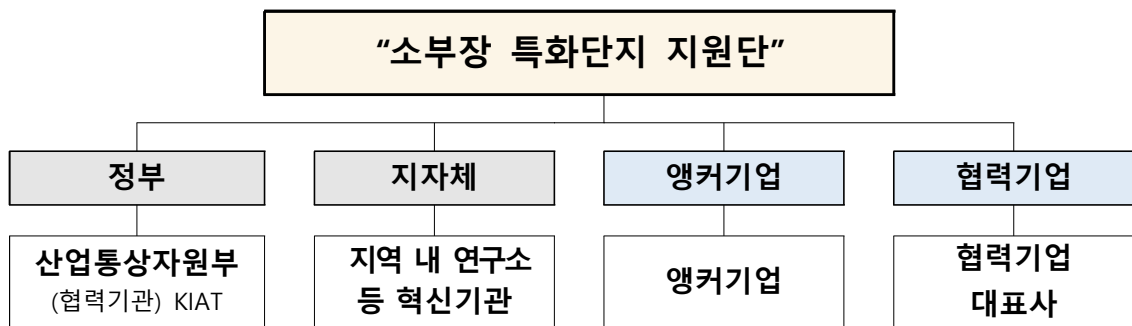 “소부장 특화단지 지원단”
정부
지자체
앵커기업
협력기업
산업통상자원부
(협력기관) KIAT
지역 내 연구소
등 혁신기관
앵커기업
협력기업
대표사